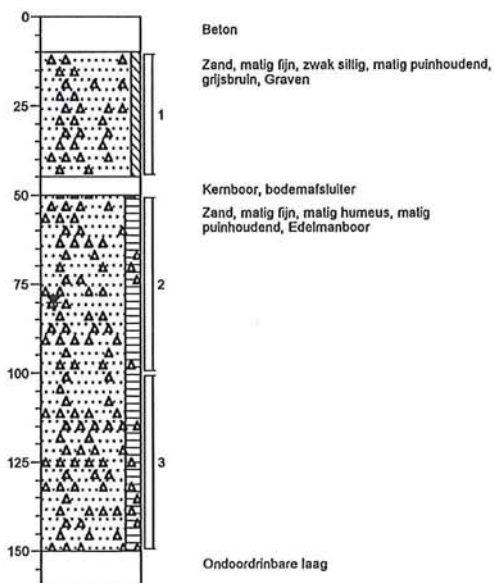 0
Beton
Zand, matig fijn, zwak siltig, matig puinhoudend,
grijsbruin, Graven
25
1
Kernboor, bodemafsluiter
50
Zand, matig fijn, matig humeus, matig
puinhoudend, Edelmanboor
75
2
100
125
3
150
Ondoordrinbare laag